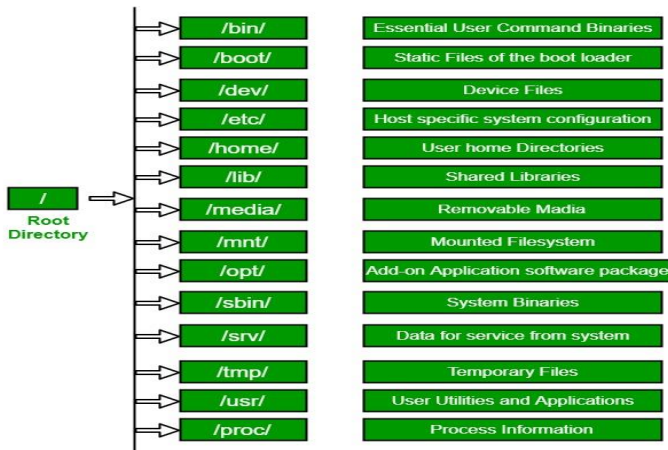 /bin/ Essential User Command Binaries
/boot/ Static Files of the boot loader
/dev/ Device Files
/etc/ Host specific system configuration
/home/ User home Directories
/lib/ Shared Libraries
/ 
Root
Directory
/media/ Removable Madia
/mnt/ Mounted Filesystem
/opt/ Add-on Application software package
/sbin/ System Binaries
/srv/ Data for service from system
/tmp/ Temporary Files
/usr/ User Utilities and Applications
/proc/ Process Information